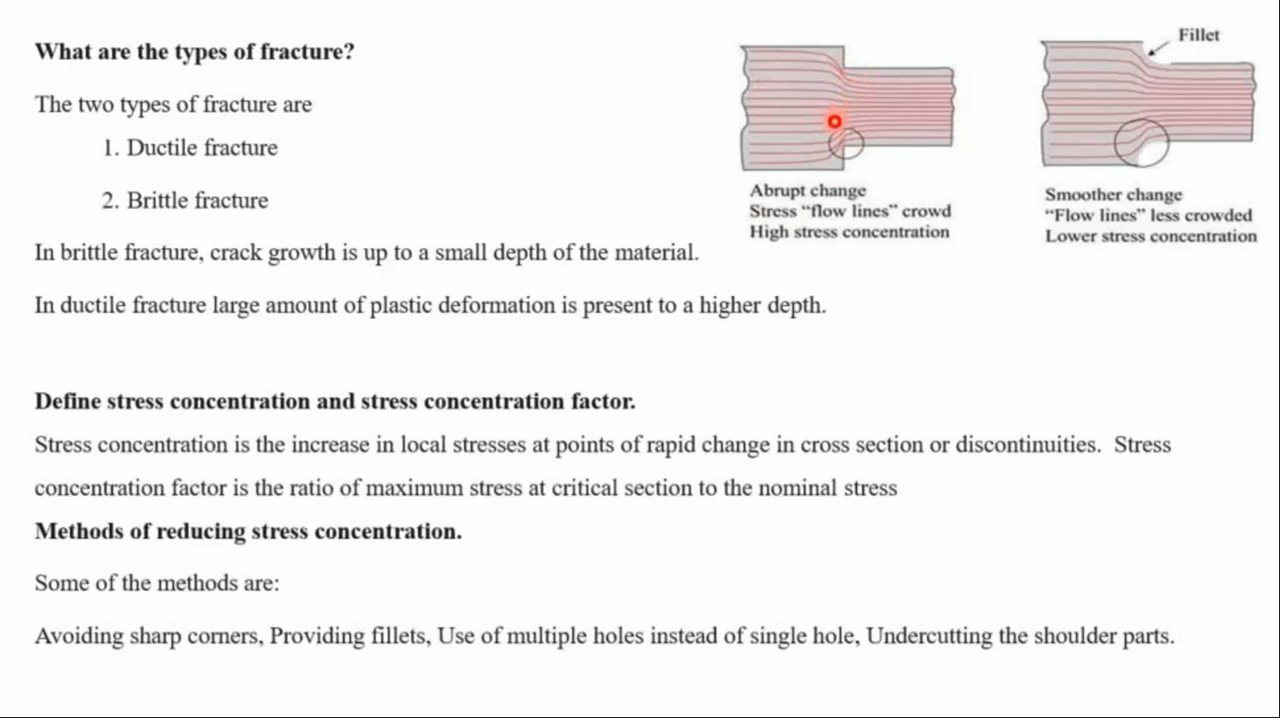 What are the types of fracture?
The two types of fracture are
1. Ductile fracture
2. Brittle fracture
In brittle fracture, crack growth is up to a small depth of the material.
In ductile fracture large amount of plastic deformation is present to a higher depth.
Fillet
Abrupt change
Stress “flow lines” crowd
High stress concentration
Smoother change
“Flow lines” less crowded
Lower stress concentration
Define stress concentration and stress concentration factor.
Stress concentration is the increase in local stresses at points of rapid change in cross section or discontinuities. Stress
concentration factor is the ratio of maximum stress at critical section to the nominal stress
Methods of reducing stress concentration.
Some of the methods are:
Avoiding sharp corners, Providing fillets, Use of multiple holes instead of single hole, Undercutting the shoulder parts.